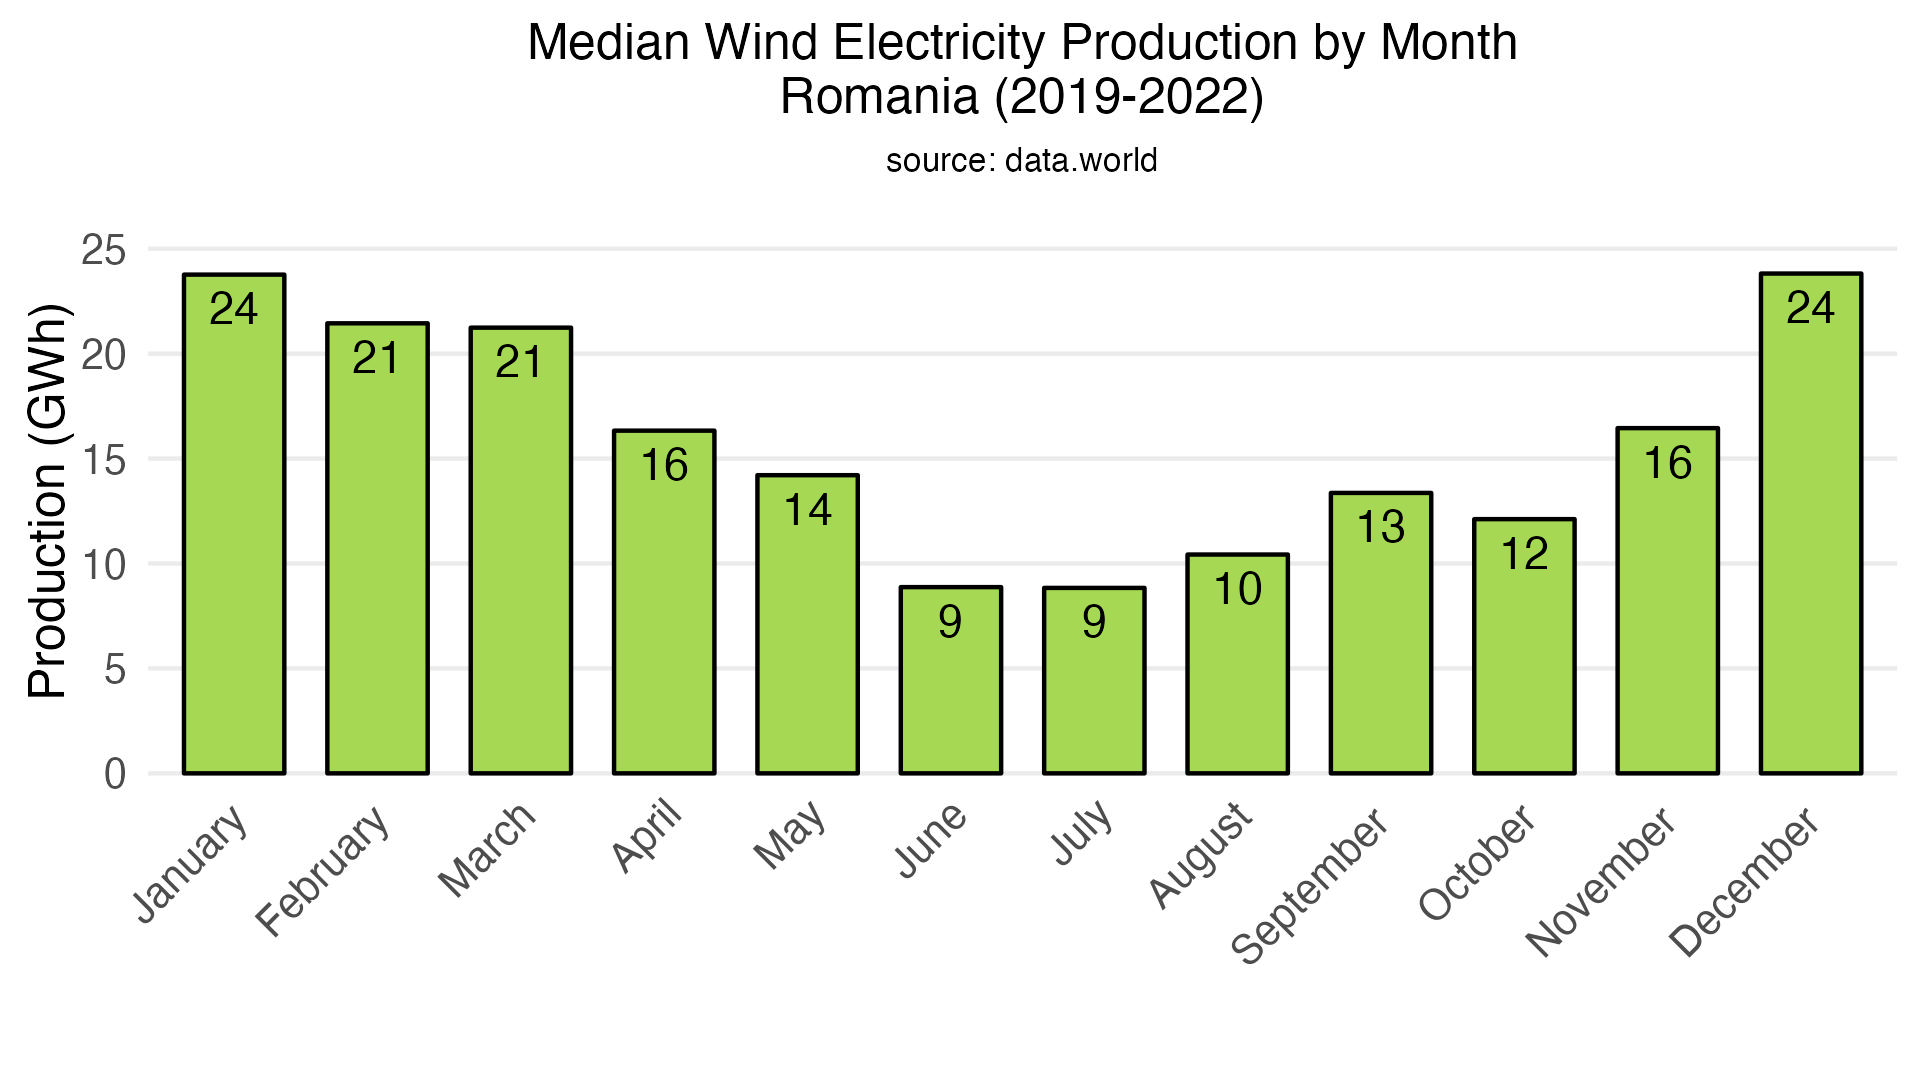 Median Wind Electricity Production by Month
Romania (2019-2022)
source: data.world
Production (GWh)
25
20
15
10
5
0
24
21
21
16
14
9
9
10
13
12
16
24
January
February
March
April
May
June
July
August
September
October
November
December